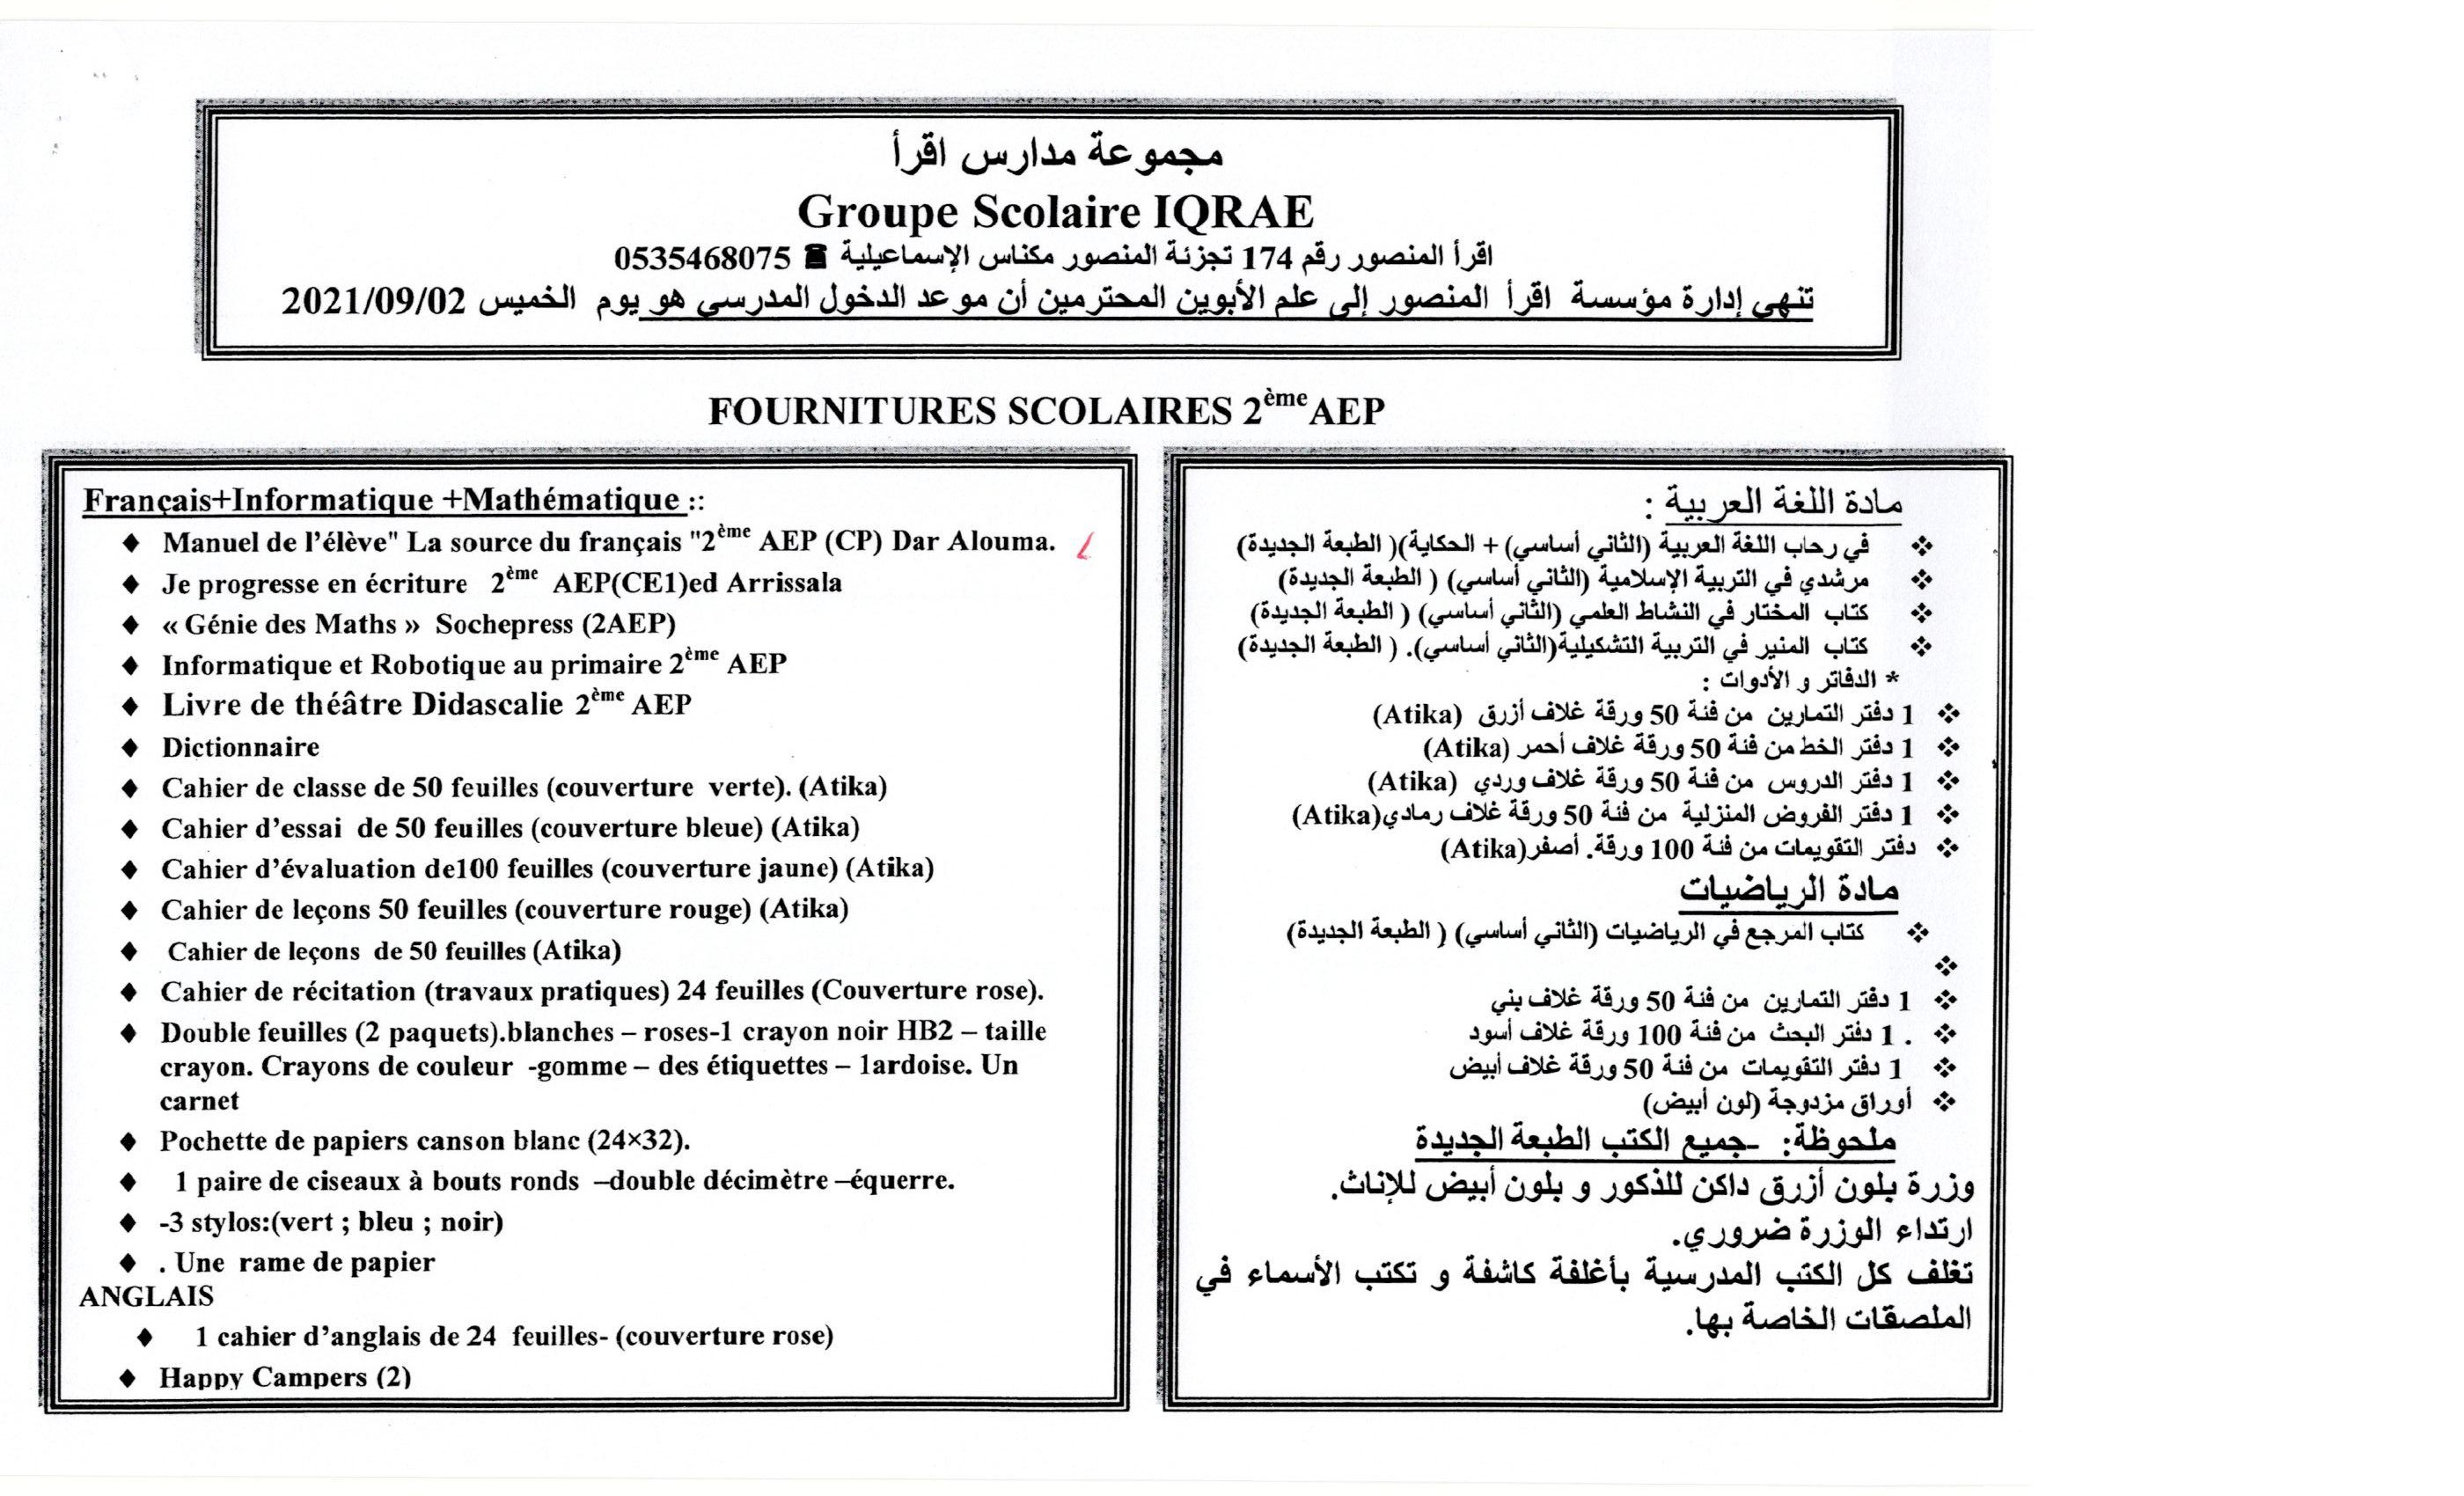 مجموعة مدارس اقرأ
Groupe Scolaire IQRAE
اقرأ المنصور رقم 174 تجزئة المنصور مكناس الإسماعيلية ☎ 0535468075
تنهي إدارة مؤسسة اقرأ المنصور إلى علم الأبوين المحترمين أن موعد الدخول المدرسي هو يوم الخميس 2021/09/02
FOURNITURES SCOLAIRES 2ème AEP
Français+Informatique +Mathématique ::
♦ Manuel de l'élève" La source du français "2ème AEP (CP) Dar Alouma.
♦ Je progresse en écriture 2ème AEP(CE1)ed Arrissala
♦ « Génie des Maths » Sochepress (2AEP)
♦ Informatique et Robotique au primaire 2ème AEP
♦ Livre de théâtre Didascalie 2ème AEP
♦ Dictionnaire
♦ Cahier de classe de 50 feuilles (couverture verte). (Atika)
♦ Cahier d'essai de 50 feuilles (couverture bleue) (Atika)
♦ Cahier d'évaluation de100 feuilles (couverture jaune) (Atika)
♦ Cahier de leçons 50 feuilles (couverture rouge) (Atika)
♦ Cahier de leçons de 50 feuilles (Atika)
♦ Cahier de récitation (travaux pratiques) 24 feuilles (Couverture rose).
♦ Double feuilles (2 paquets).blanches – roses-1 crayon noir HB2 – taille
crayon. Crayons de couleur -gomme – des étiquettes – 1ardoise. Un
carnet
♦ Pochette de papiers canson blanc (24×32).
♦ 1 paire de ciseaux à bouts ronds –double décimètre –équerre.
♦ -3 stylos:(vert ; bleu ; noir)
♦ . Une rame de papier
ANGLAIS
♦ 1 cahier d'anglais de 24 feuilles- (couverture rose)
♦ Happy Campers (2)
مادة اللغة العربية :
❖ في رحاب اللغة العربية (الثاني أساسي) + الحكاية)( الطبعة الجديدة)
❖ مرشدي في التربية الإسلامية (الثاني أساسي) ( الطبعة الجديدة)
❖ كتاب المختار في النشاط العلمي (الثاني أساسي) ( الطبعة الجديدة)
❖ كتاب المنير في التربية التشكيلية(الثاني أساسي). ( الطبعة الجديدة)
* الدفاتر و الأدوات :
❖ 1 دفتر التمارين من فئة 50 ورقة غلاف أزرق (Atika)
❖ 1 دفتر الخط من فئة 50 ورقة غلاف أحمر (Atika)
❖ 1 دفتر الدروس من فئة 50 ورقة غلاف وردي (Atika)
❖ 1 دفتر الفروض المنزلية من فئة 50 ورقة غلاف رمادي(Atika)
❖ دفتر التقويمات من فئة 100 ورقة. أصفر(Atika)
مادة الرياضيات
❖ كتاب المرجع في الرياضيات (الثاني أساسي) ( الطبعة الجديدة)
❖
❖ 1 دفتر التمارين من فئة 50 ورقة غلاف بني
❖ . 1 دفتر البحث من فئة 100 ورقة غلاف أسود
❖ 1 دفتر التقويمات من فئة 50 ورقة غلاف أبيض
❖ أوراق مزدوجة (لون أبيض)
ملحوظة: -جميع الكتب الطبعة الجديدة
وزرة بلون أزرق داكن للذكور و بلون أبيض للإناث.
ارتداء الوزرة ضروري.
تغلف كل الكتب المدرسية بأغلفة كاشفة و تكتب الأسماء في
الملصقات الخاصة بها.